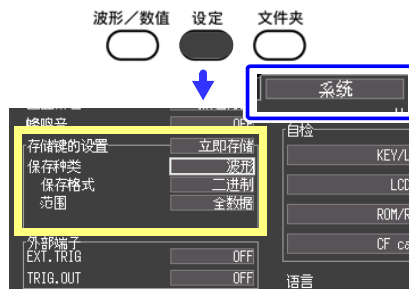 波形／数值 设定 文件夹
系统
蜂鸣音 OFF
存储键的设置 立即存储
保存种类 波形
保存格式 二进制
范围 全数据
外部端子
EXT.TRIG OFF
TRIG.OUT OFF
自检
KEY/L
LCD
ROM/R
CF ca
语言